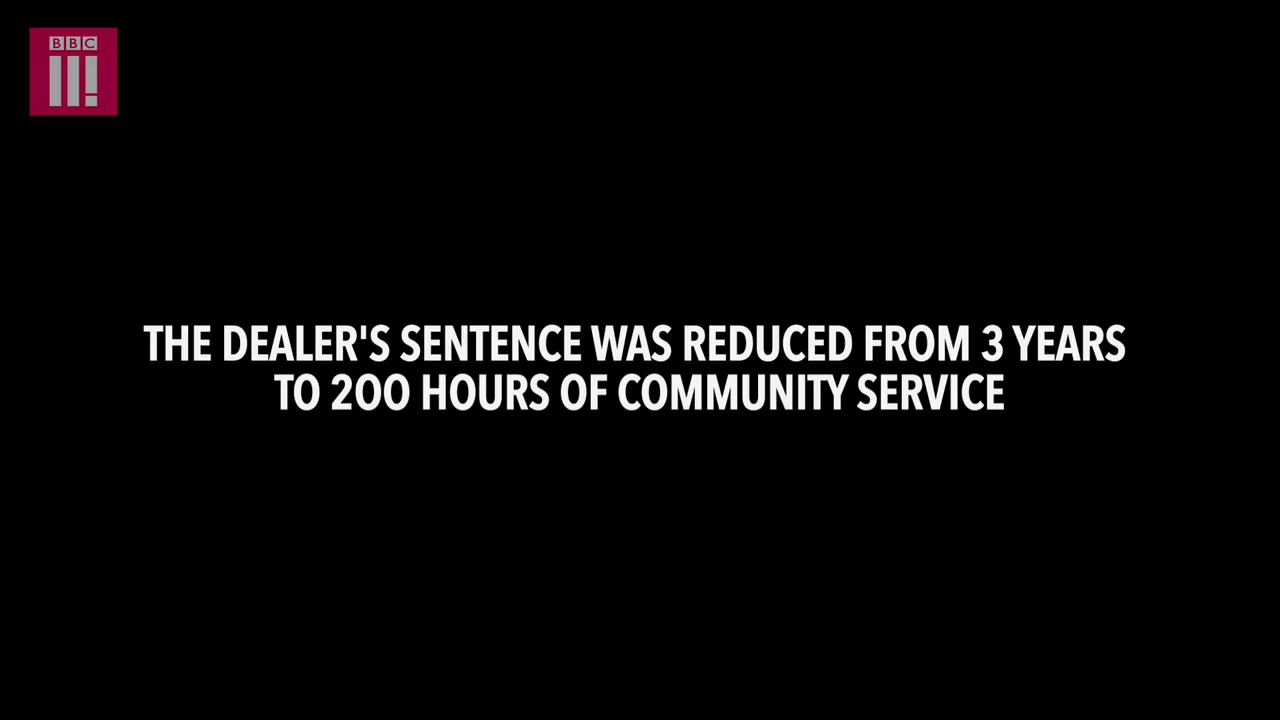 BBC
THE DEALER'S SENTENCE WAS REDUCED FROM 3 YEARS
TO 200 HOURS OF COMMUNITY SERVICE